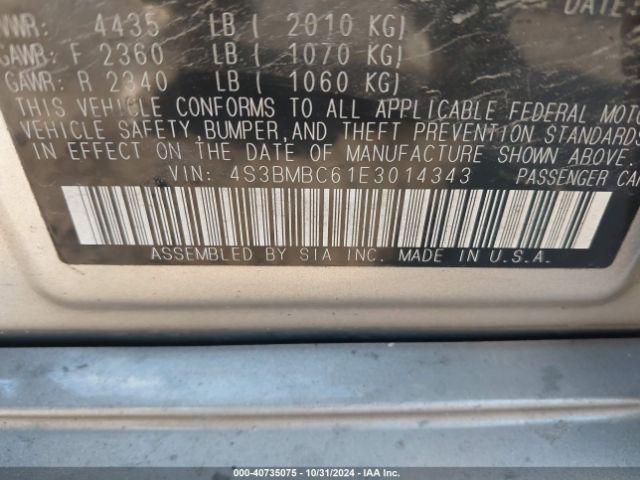 VWR: 4435 LB ( 2010 KG) DATE:
GAWR: F 2360 LB ( 1070 KG)
GAWR: R 2340 LB ( 1060 KG)
THIS VEHICLE CONFORMS TO ALL APPLICABLE FEDERAL MOTO
VEHICLE SAFETY, BUMPER, AND THEFT PREVENTION STANDARDS
IN EFFECT ON THE DATE OF MANUFACTURE SHOWN ABOVE.
VIN: 4S3BMBC61E3014343 PASSENGER CAR
ASSEMBLED BY SIA INC. MADE IN U.S.A.
000-40735075 - 10/31/2024 - IAA Inc.